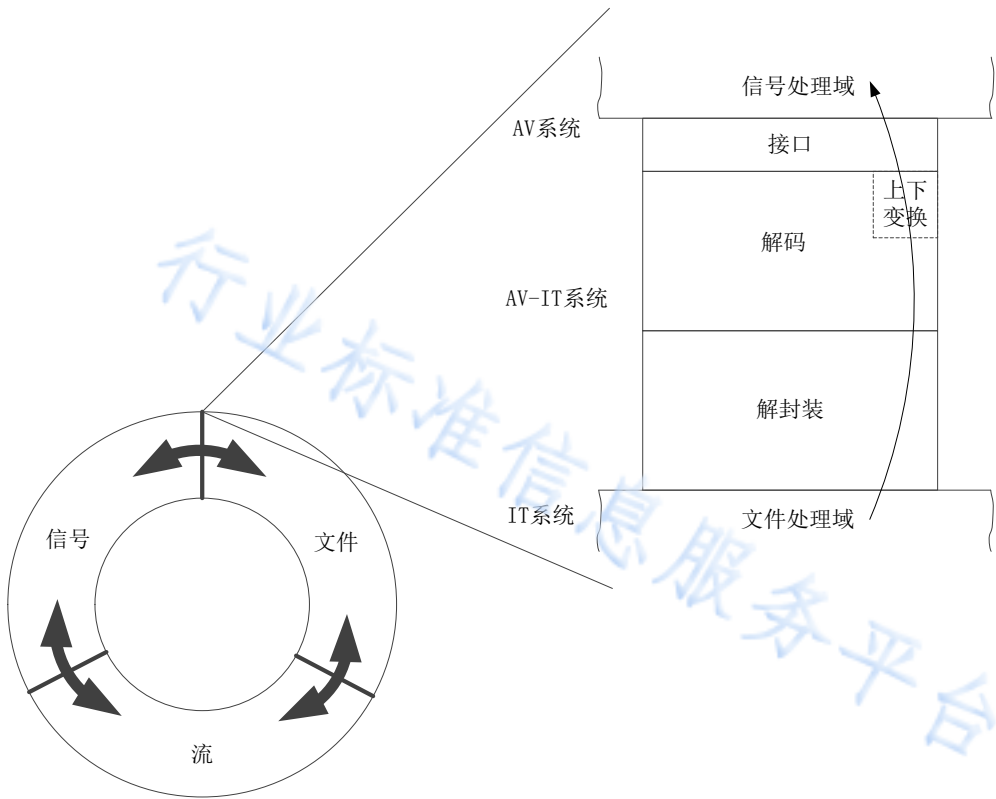 信号处理域
AV系统
接口
上下
变换
解码
AV-IT系统
解封装
IT系统
文件处理域
信号
文件
流
行业标准信息服务平台